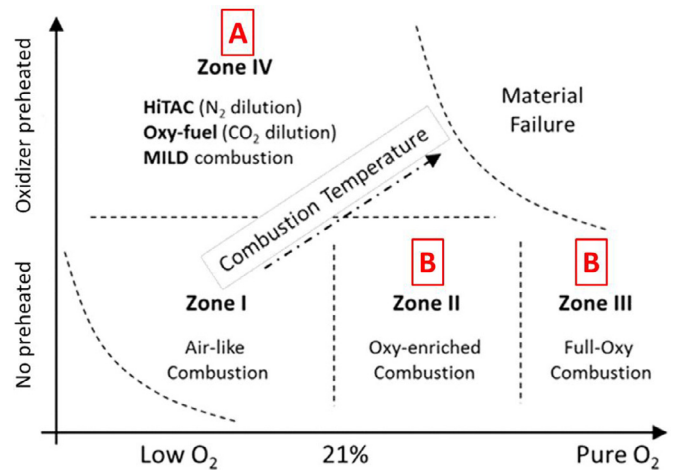 A
Zone IV
HiTAC (N₂ dilution)
Oxy-fuel (CO₂ dilution)
MILD combustion
Material
Failure
Oxidizer preheated
Combustion Temperature
No preheated
Zone I
Air-like
Combustion
B
Zone II
Oxy-enriched
Combustion
B
Zone III
Full-Oxy
Combustion
Low O₂
21%
Pure O₂